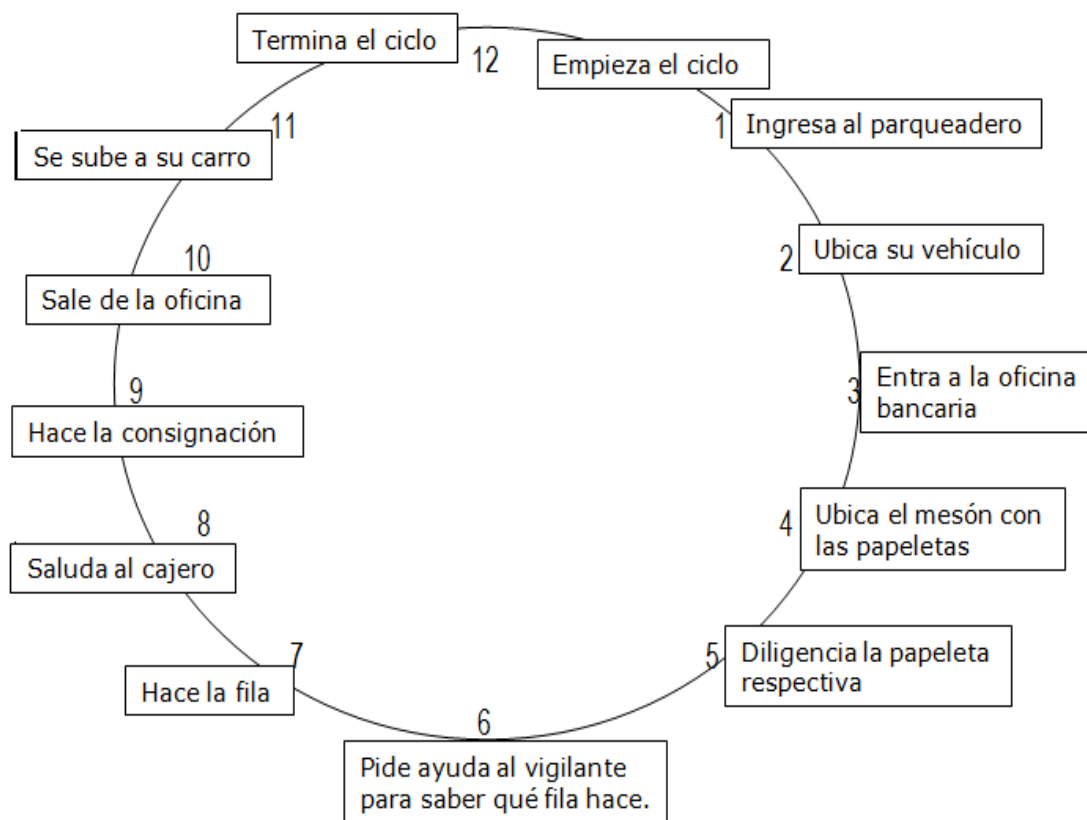 Termina el ciclo
12
Empieza el ciclo
1
Ingresa al parqueadero
2
Ubica su vehículo
3
Entra a la oficina
bancaria
4
Ubica el mesón con
las papeletas
5
Diligencia la papeleta
respectiva
6
Pide ayuda al vigilante
para saber qué fila hace.
7
Hace la fila
8
Saluda al cajero
9
Hace la consignación
10
Sale de la oficina
11
Se sube a su carro